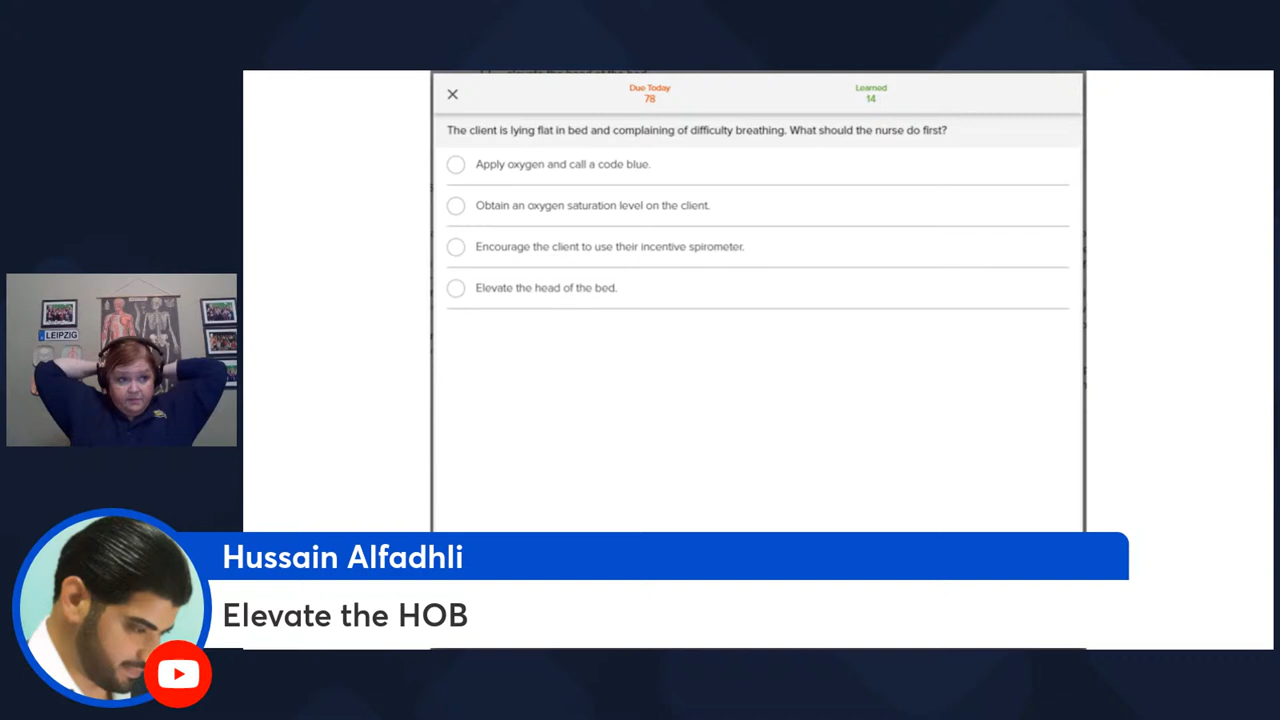 Due Today
78
Learned
14
The client is lying flat in bed and complaining of difficulty breathing. What should the nurse do first?
Apply oxygen and call a code blue.
Obtain an oxygen saturation level on the client.
Encourage the client to use their incentive spirometer.
Elevate the head of the bed.
LEIPZIG
Hussain Alfadhli
Elevate the HOB